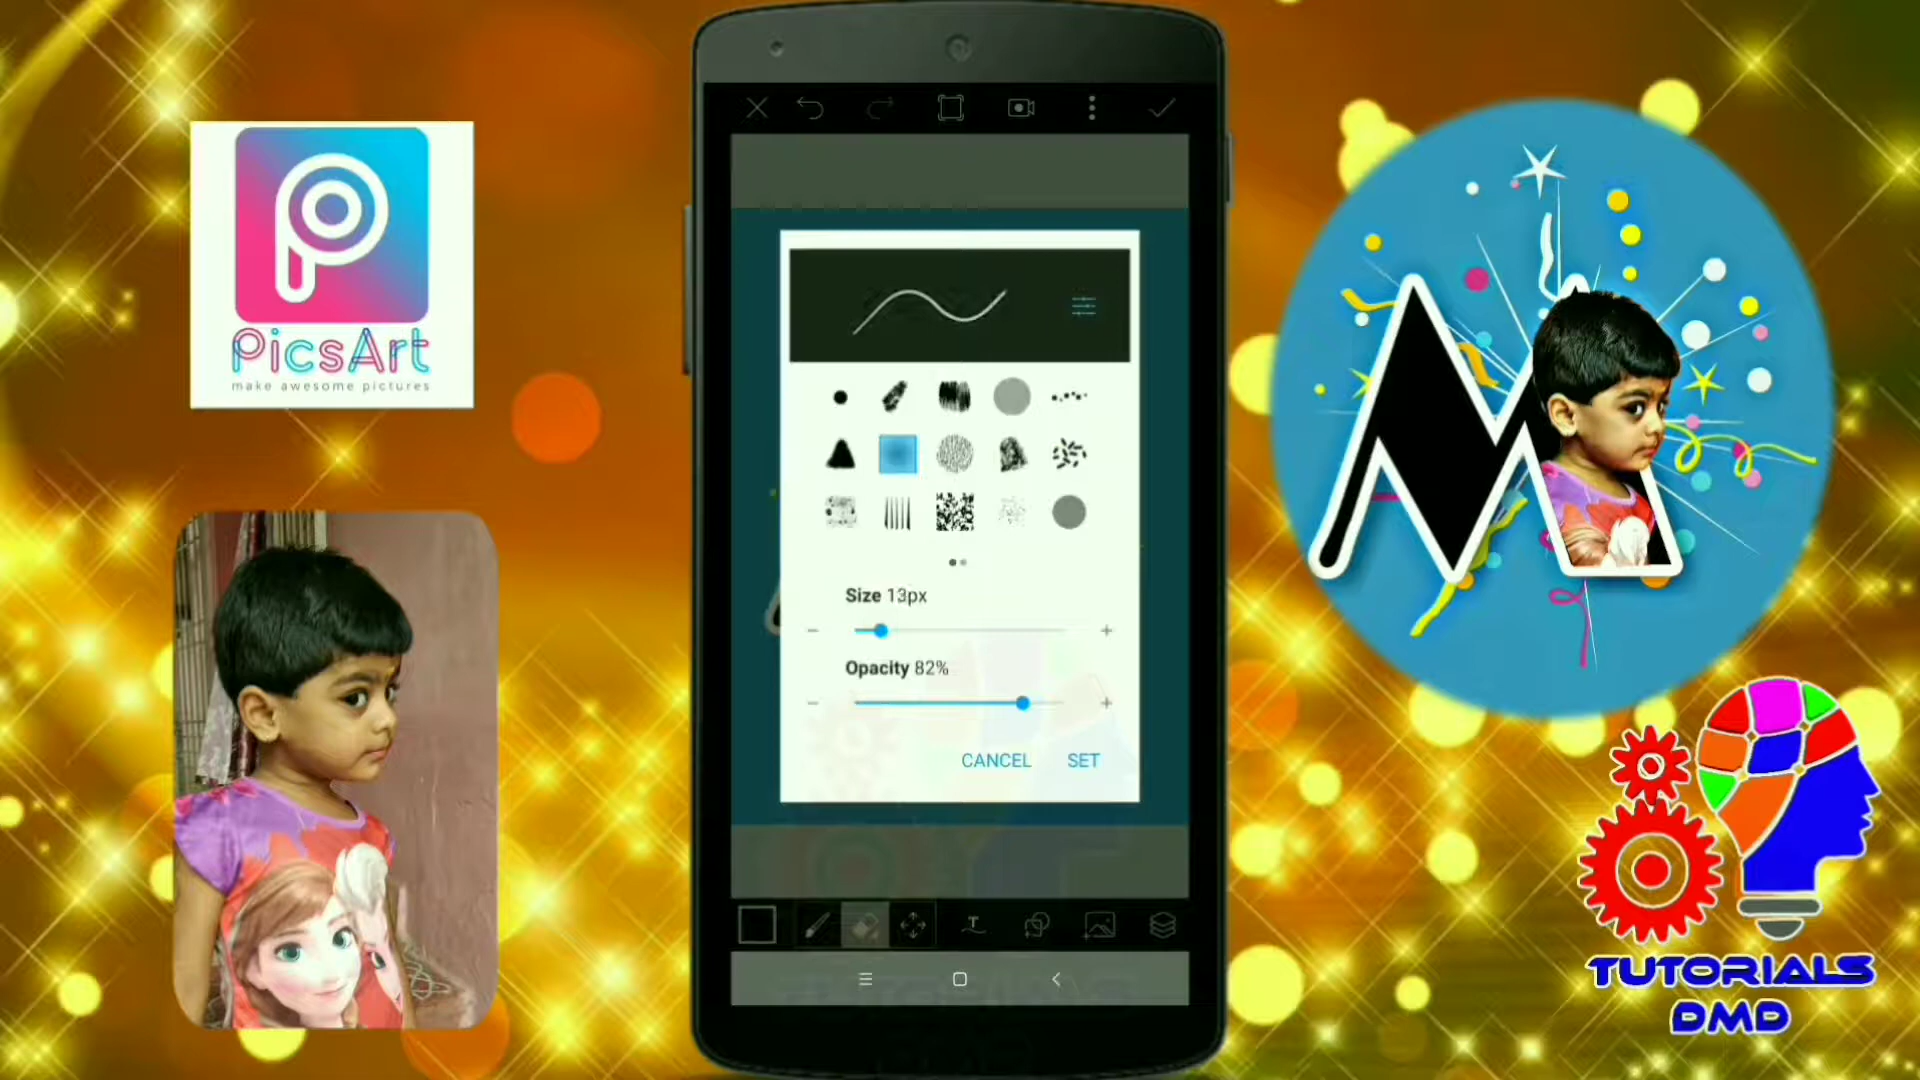 PicsArt
make awesome pictures
Size 13px
Opacity 82%
CANCEL
SET
M
TUTORIALS
DMD